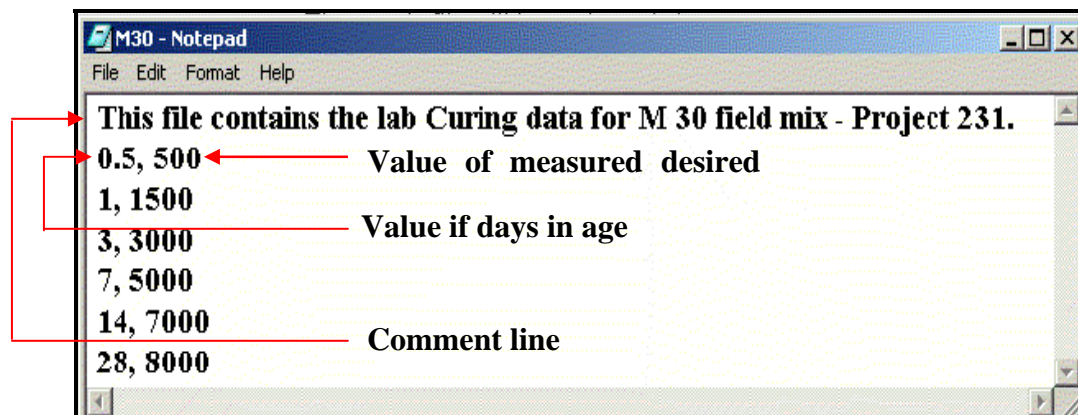 M30 - Notepad
File Edit Format Help
This file contains the lab Curing data for M 30 field mix - Project 231.
0.5, 500
Value of measured desired
1, 1500
Value if days in age
3, 3000
7, 5000
14, 7000
Comment line
28, 8000